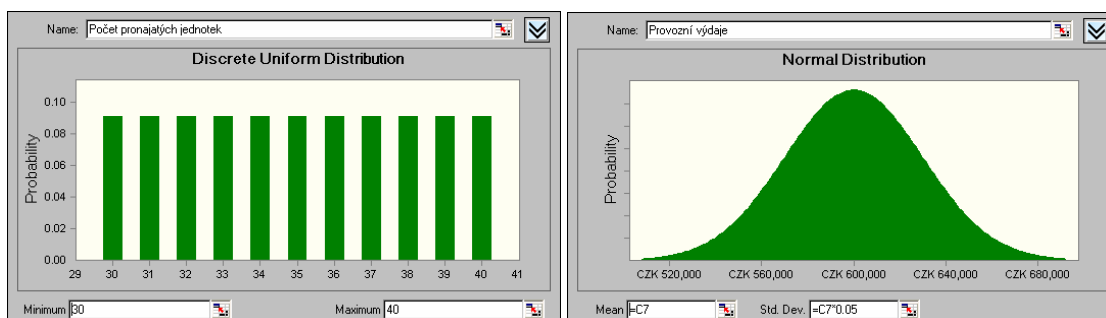 Name: Počet pronajatých jednotek
Discrete Uniform Distribution
Probability
0.10
0.08
0.06
0.04
0.02
0.00
29 30 31 32 33 34 35 36 37 38 39 40 41
Minimum 30 Maximum 40
Name: Provozní výdaje
Normal Distribution
Probability
CZK 520,000 CZK 560,000 CZK 600,000 CZK 640,000 CZK 680,000
Mean =C7 Std. Dev. =C7*0.05